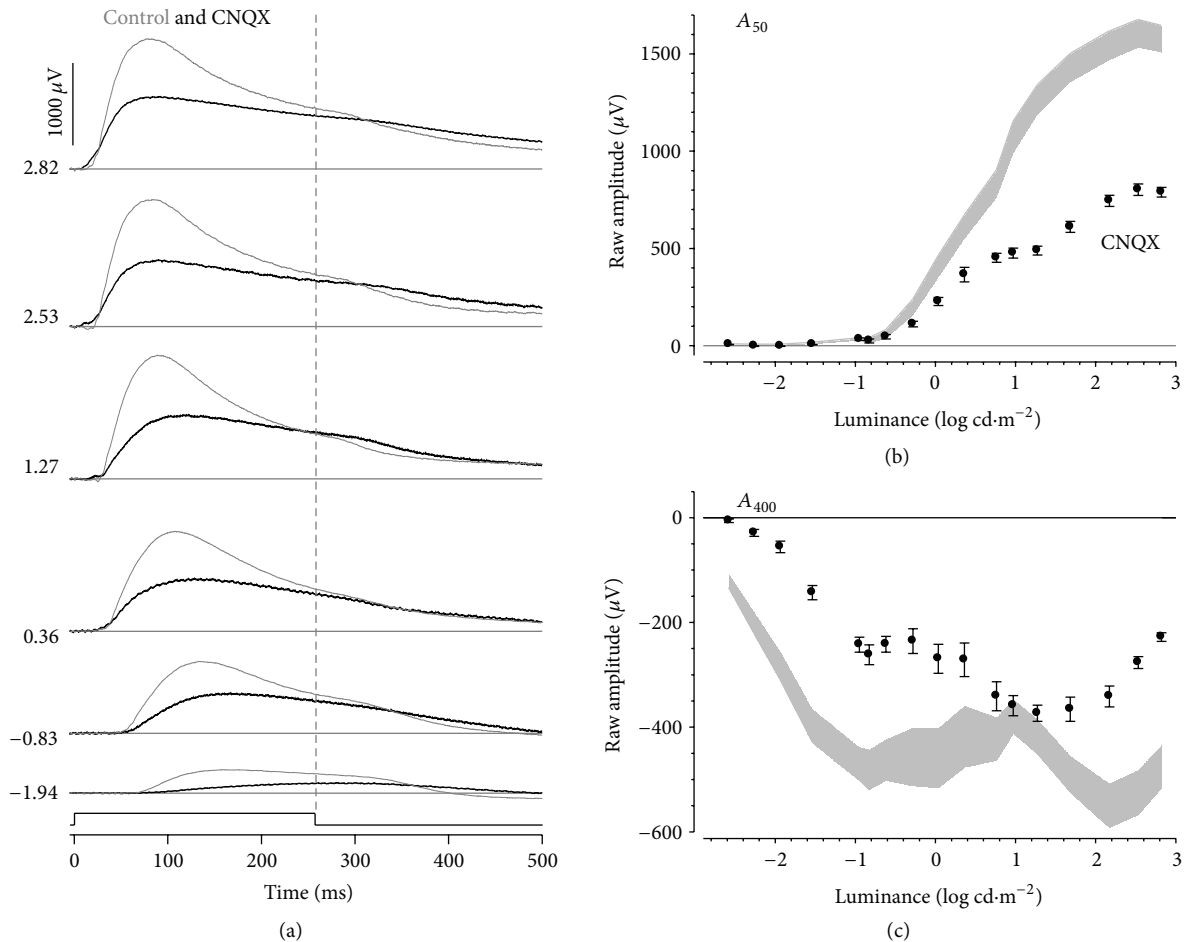 Control and CNQX
1000 μV
2.82
2.53
1.27
0.36
−0.83
−1.94
0 100 200 300 400 500
Time (ms)
(a)
A50
1500
1000
500
0
Raw amplitude (μV)
CNQX
−2 −1 0 1 2 3
Luminance (log cd·m−2)
(b)
A400
0
−200
−400
−600
Raw amplitude (μV)
−2 −1 0 1 2 3
Luminance (log cd·m−2)
(c)